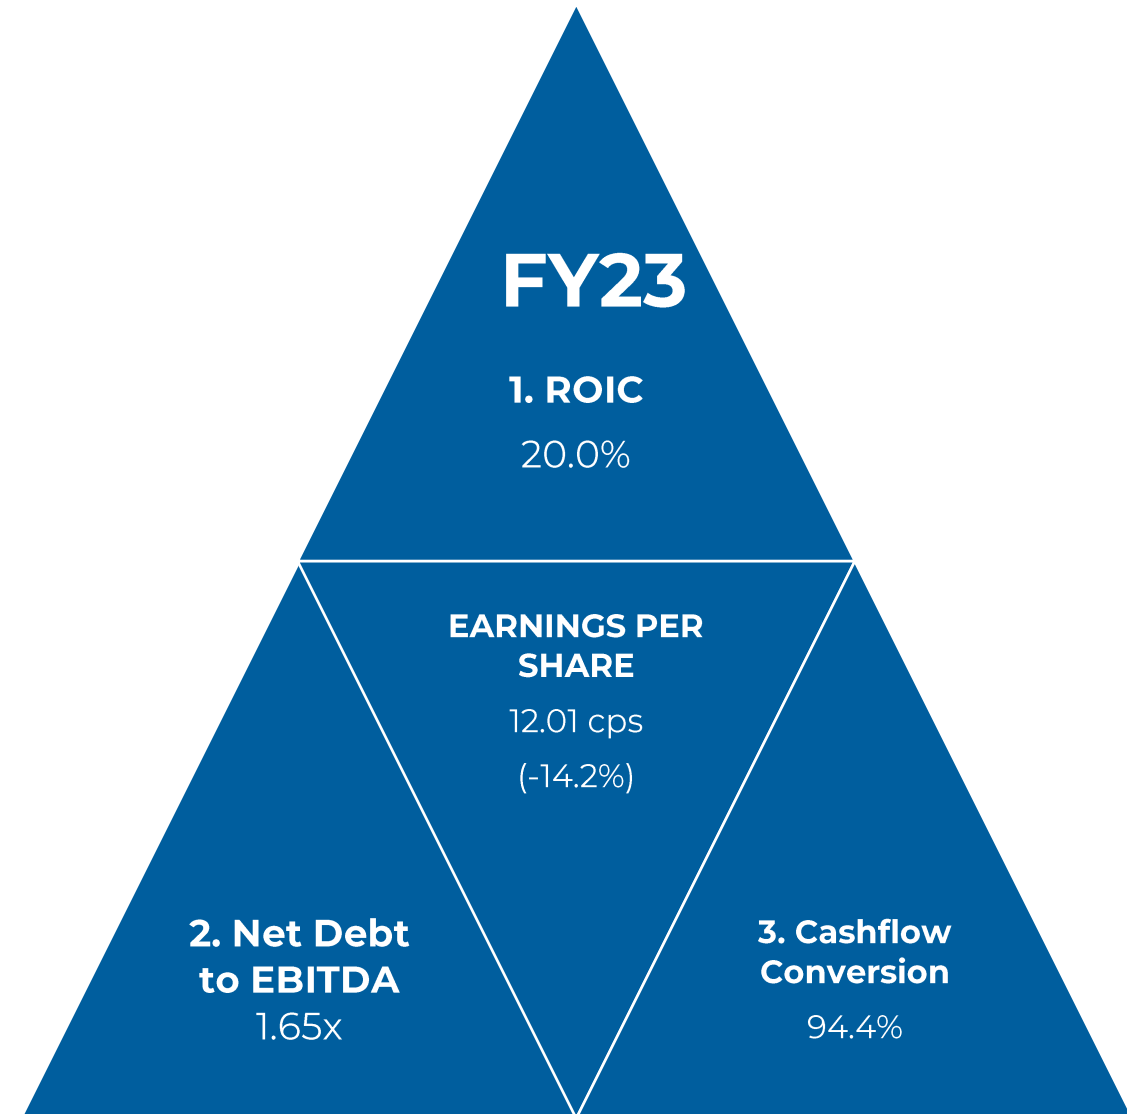 FY23
1. ROIC
20.0%
EARNINGS PER
SHARE
12.01 cps
(-14.2%)
2. Net Debt
to EBITDA
1.65x
3. Cashflow
Conversion
94.4%